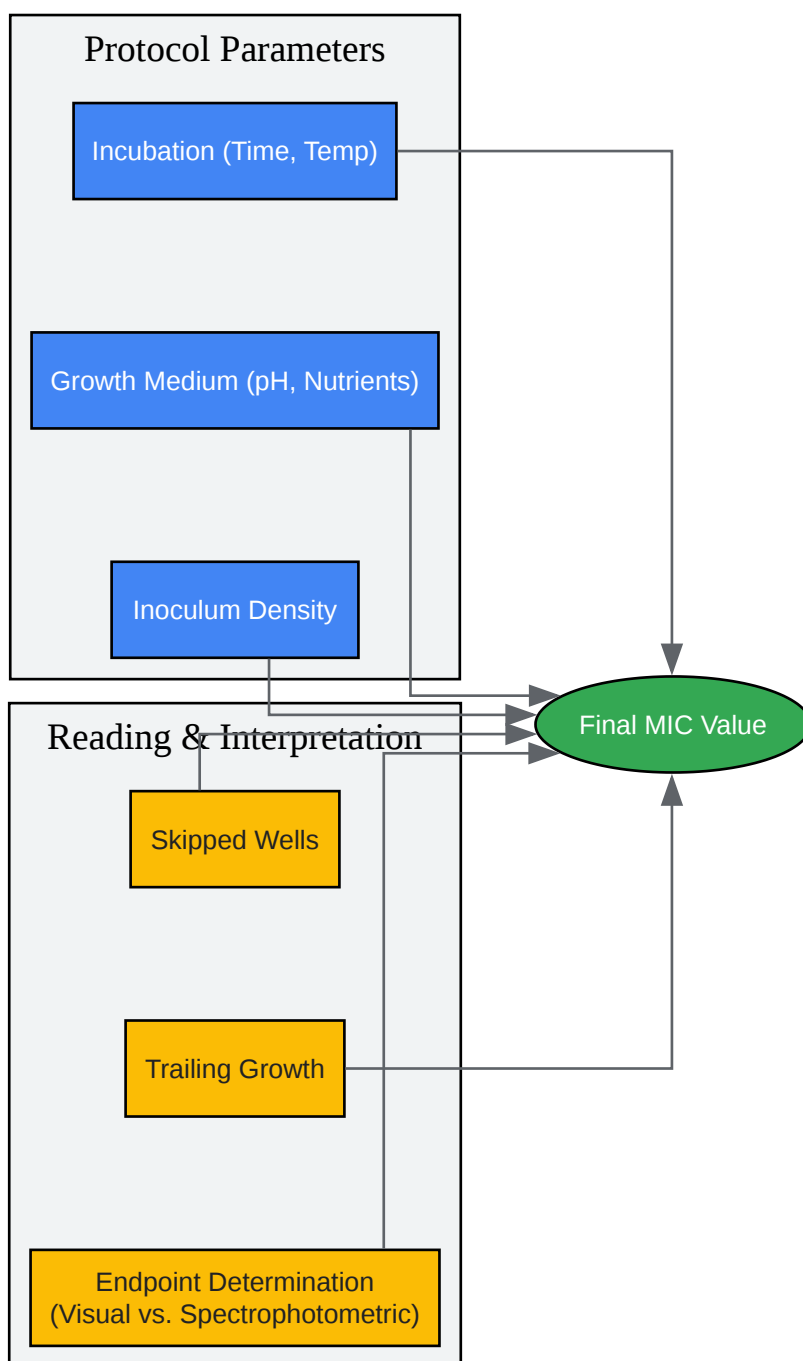 Protocol Parameters
Incubation (Time, Temp)
Growth Medium (pH, Nutrients)
Inoculum Density
Final MIC Value
Reading & Interpretation
Skipped Wells
Trailing Growth
Endpoint Determination
(Visual vs. Spectrophotometric)